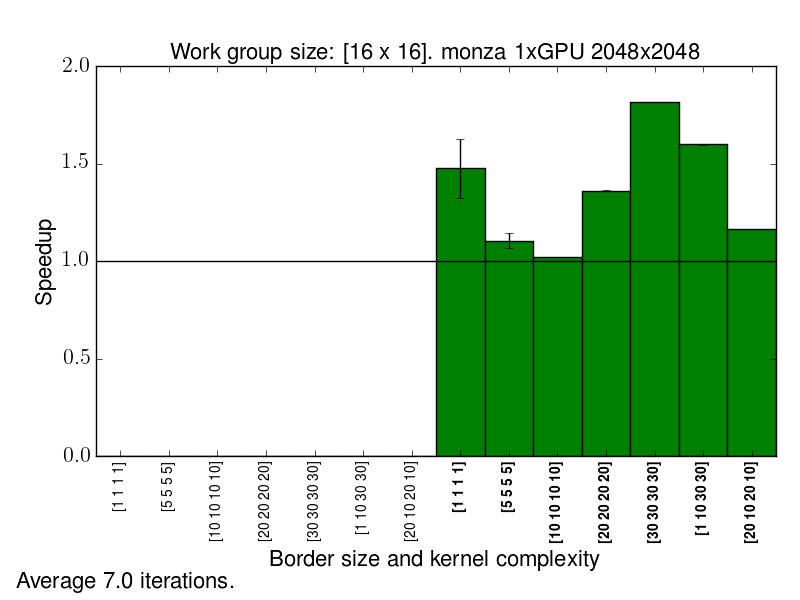 Work group size: [16 x 16]. monza 1xGPU 2048x2048
2.0
1.5
1.0
0.5
0.0
Speedup
[1 1 1 1]
[5 5 5 5]
[10 10 10 10]
[20 20 20 20]
[30 30 30 30]
[1 10 30 30]
[20 10 20 10]
[1 1 1 1]
[5 5 5 5]
[10 10 10 10]
[20 20 20 20]
[30 30 30 30]
[1 10 30 30]
[20 10 20 10]
Border size and kernel complexity
Average 7.0 iterations.